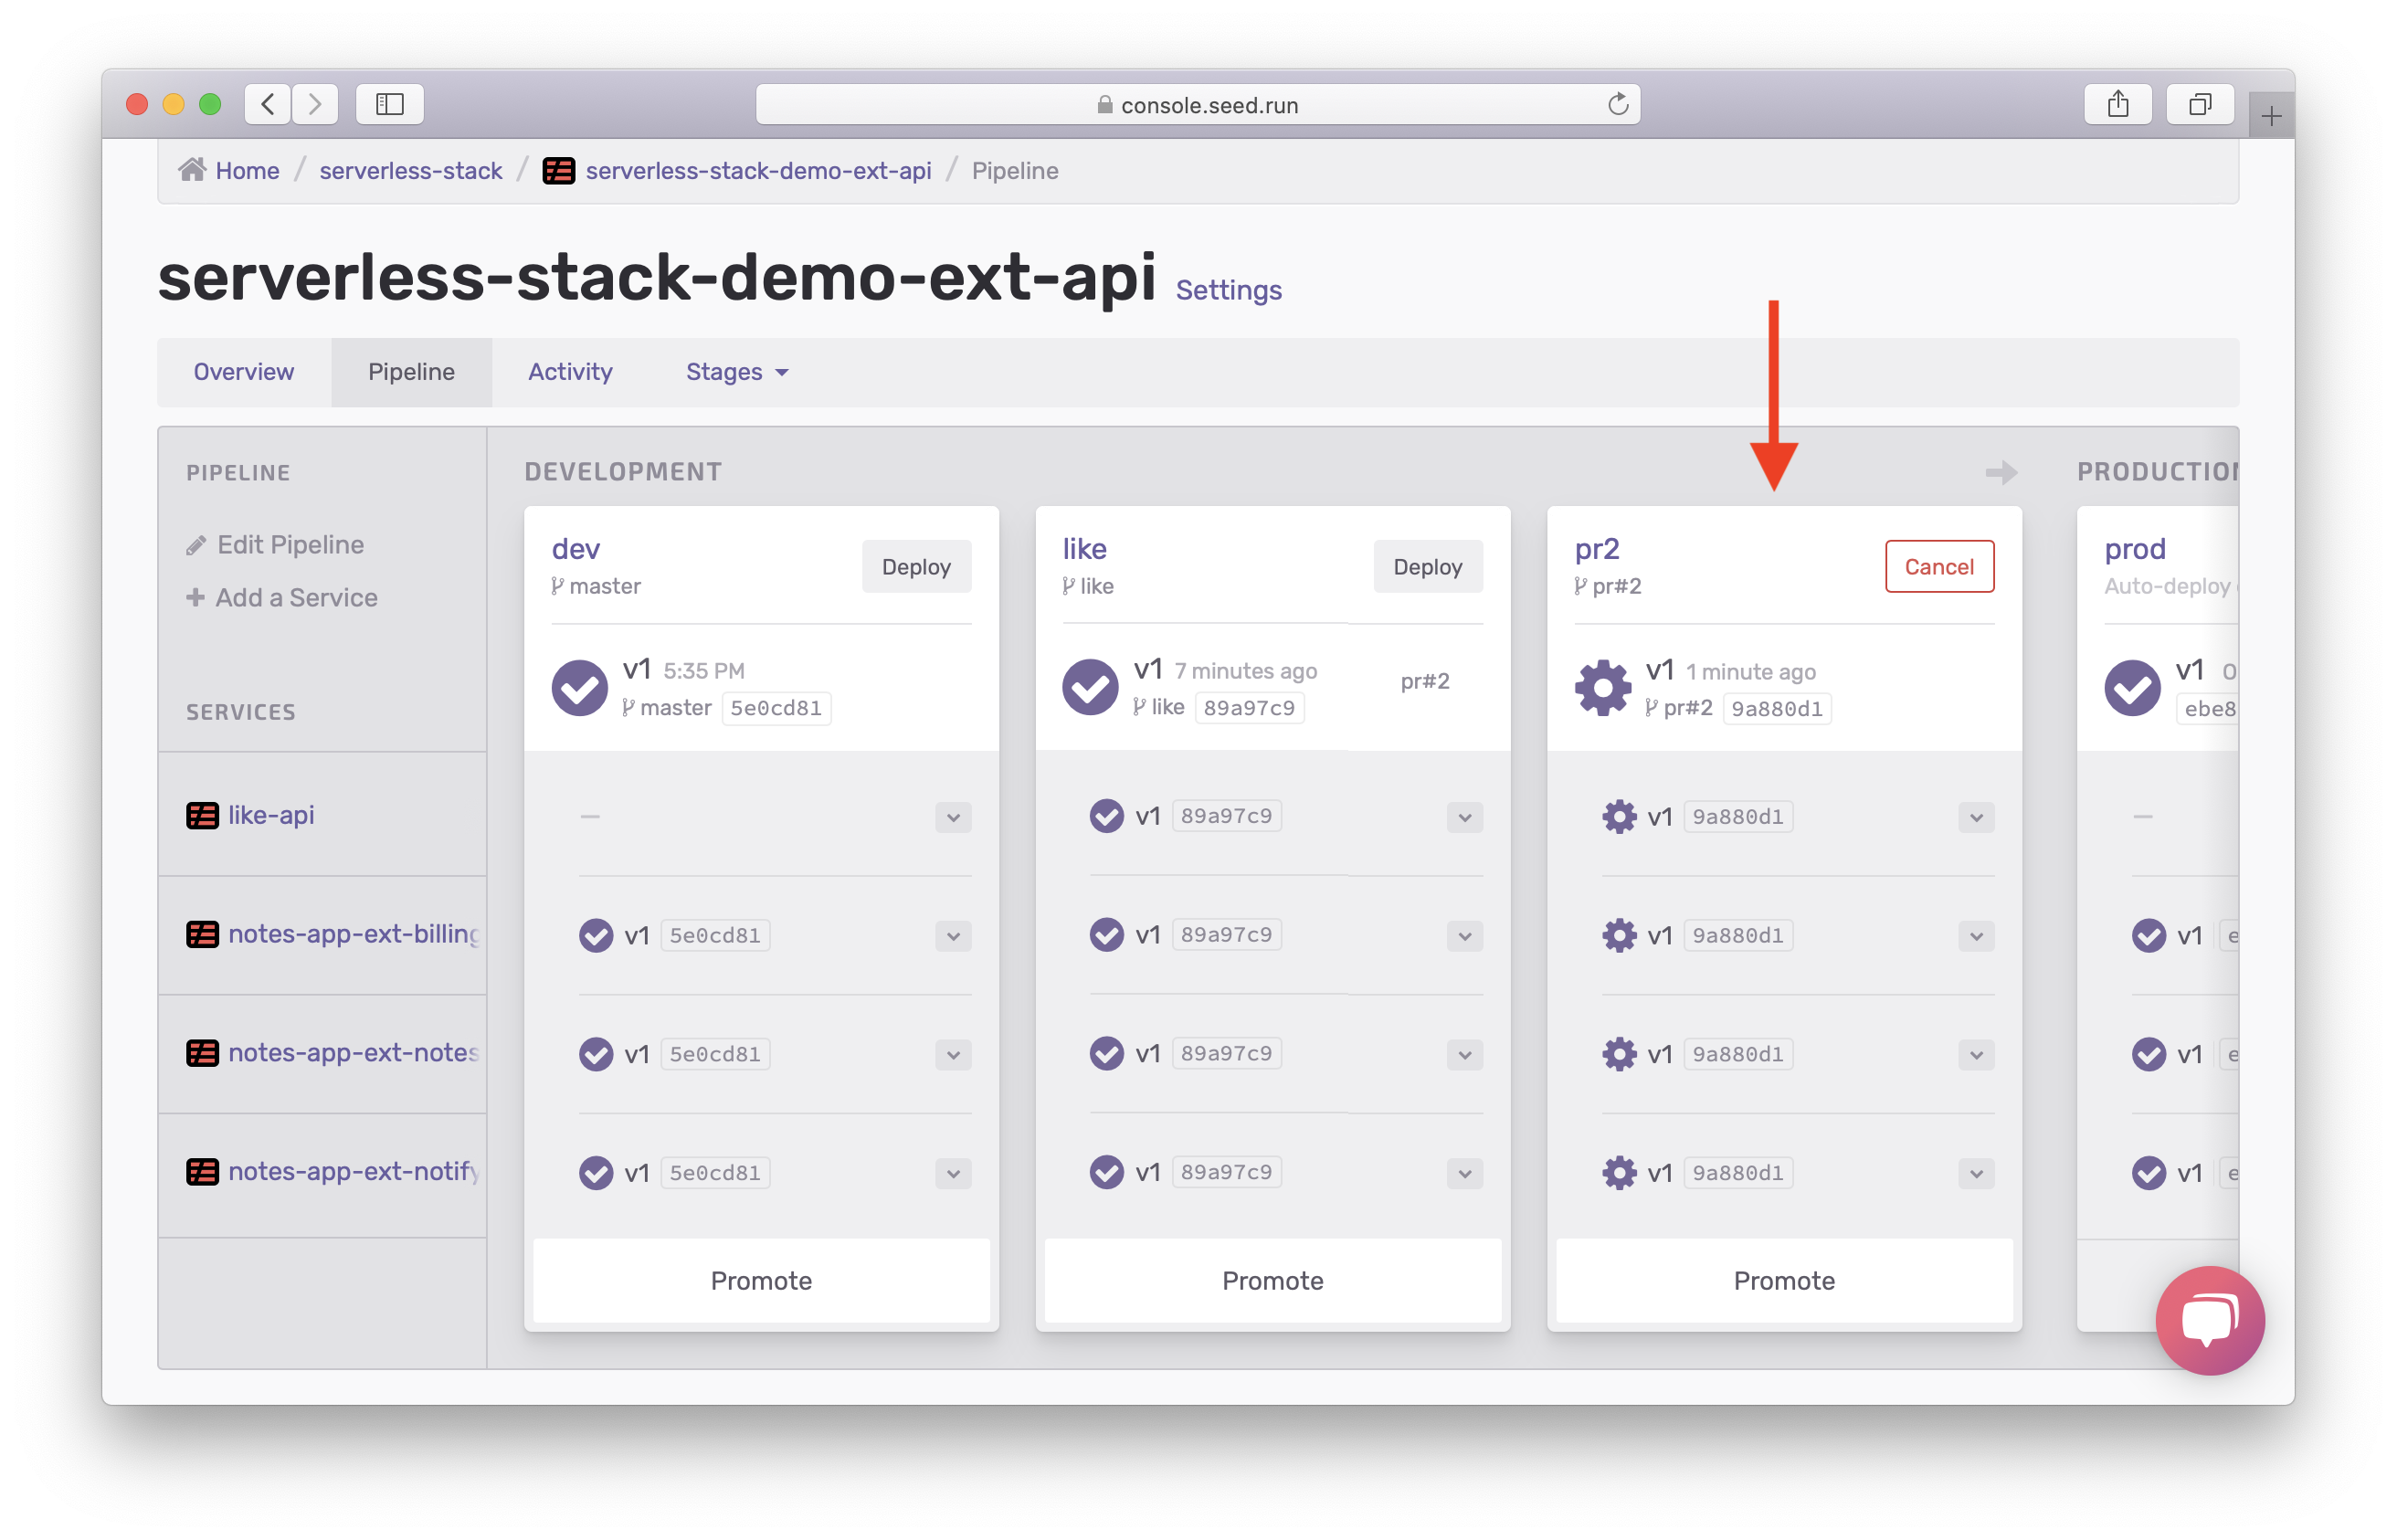 console.seed.run
Home / serverless-stack / serverless-stack-demo-ext-api / Pipeline
serverless-stack-demo-ext-api Settings
Overview Pipeline Activity Stages
PIPELINE
Edit Pipeline
Add a Service
SERVICES
like-api
notes-app-ext-billing
notes-app-ext-notes
notes-app-ext-notify
DEVELOPMENT
dev
master
Deploy
v1 5:35 PM
master 5e0cd81
–
v1 5e0cd81
v1 5e0cd81
v1 5e0cd81
Promote
like
like
Deploy
v1 7 minutes ago
like 89a97c9
pr#2
v1 89a97c9
v1 89a97c9
v1 89a97c9
v1 89a97c9
Promote
pr2
pr#2
Cancel
v1 1 minute ago
pr#2 9a880d1
v1 9a880d1
v1 9a880d1
v1 9a880d1
v1 9a880d1
Promote
PRODUCTION
prod
Auto-deploy
v1
ebe8
–
v1 e
v1 e
v1 e